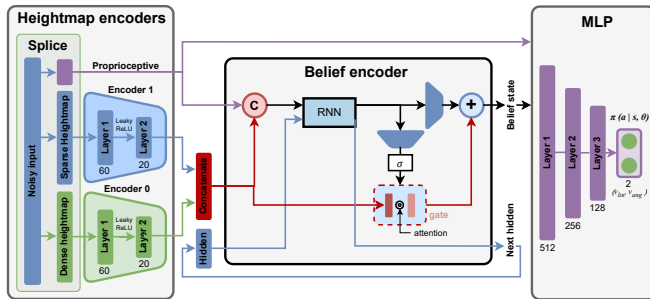 Heightmap encoders
Splice
Noisy input
Proprioceptive
Sparse Heightmap
Encoder 1
Layer 1
Leaky
ReLU
Layer 2
60
20
Dense heightmap
Encoder 0
Layer 1
Leaky
ReLU
Layer 2
60
20
Concatenate
Hidden
Belief encoder
C
RNN
σ
gate
attention
+
Belief state
Next hidden
MLP
Layer 1
512
Layer 2
256
Layer 3
128
π (a | s, θ)
2
(v_lin, v_ang)